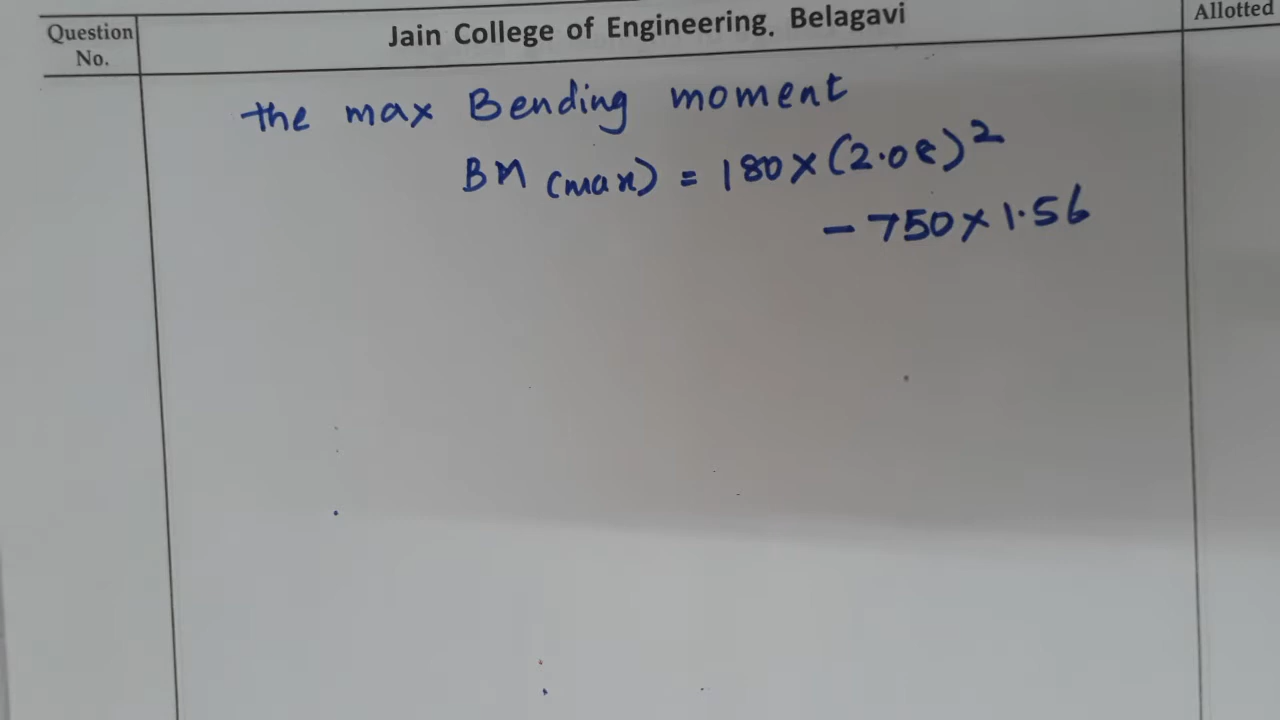 Question No.
Jain College of Engineering, Belagavi
Allotted
the max Bending moment
BM (max) = 180 × (2.08)²
- 750 × 1.56